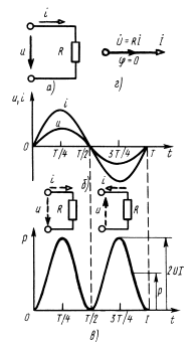 i
u
R
а)
U̇=Rİ
İ
φ=0
г)
u,i
i
u
0
T/4
T/2
3T/4
T
t
б)
i
u
R
i
u
R
p
2UI
P
0
T/4
T/2
3T/4
t
в)